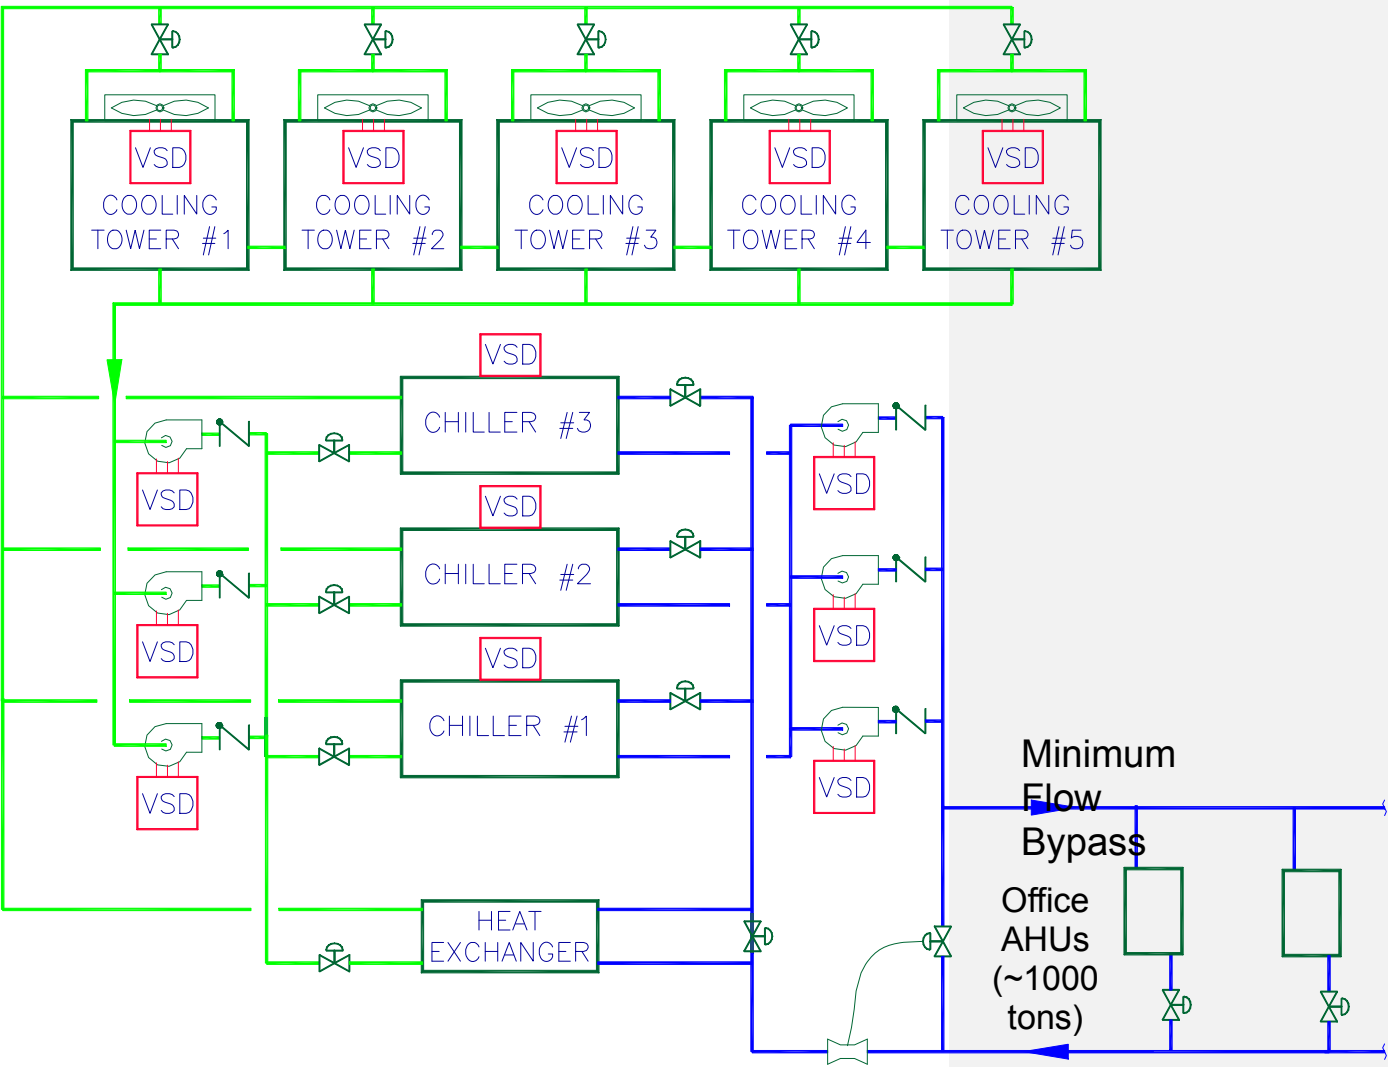 VSD
VSD
VSD
VSD
VSD
COOLING
TOWER #1
COOLING
TOWER #2
COOLING
TOWER #3
COOLING
TOWER #4
COOLING
TOWER #5
VSD
CHILLER #3
VSD
VSD
VSD
CHILLER #2
VSD
VSD
VSD
CHILLER #1
VSD
VSD
Minimum
Flow
Bypass
Office
AHUs
(~1000
tons)
HEAT
EXCHANGER